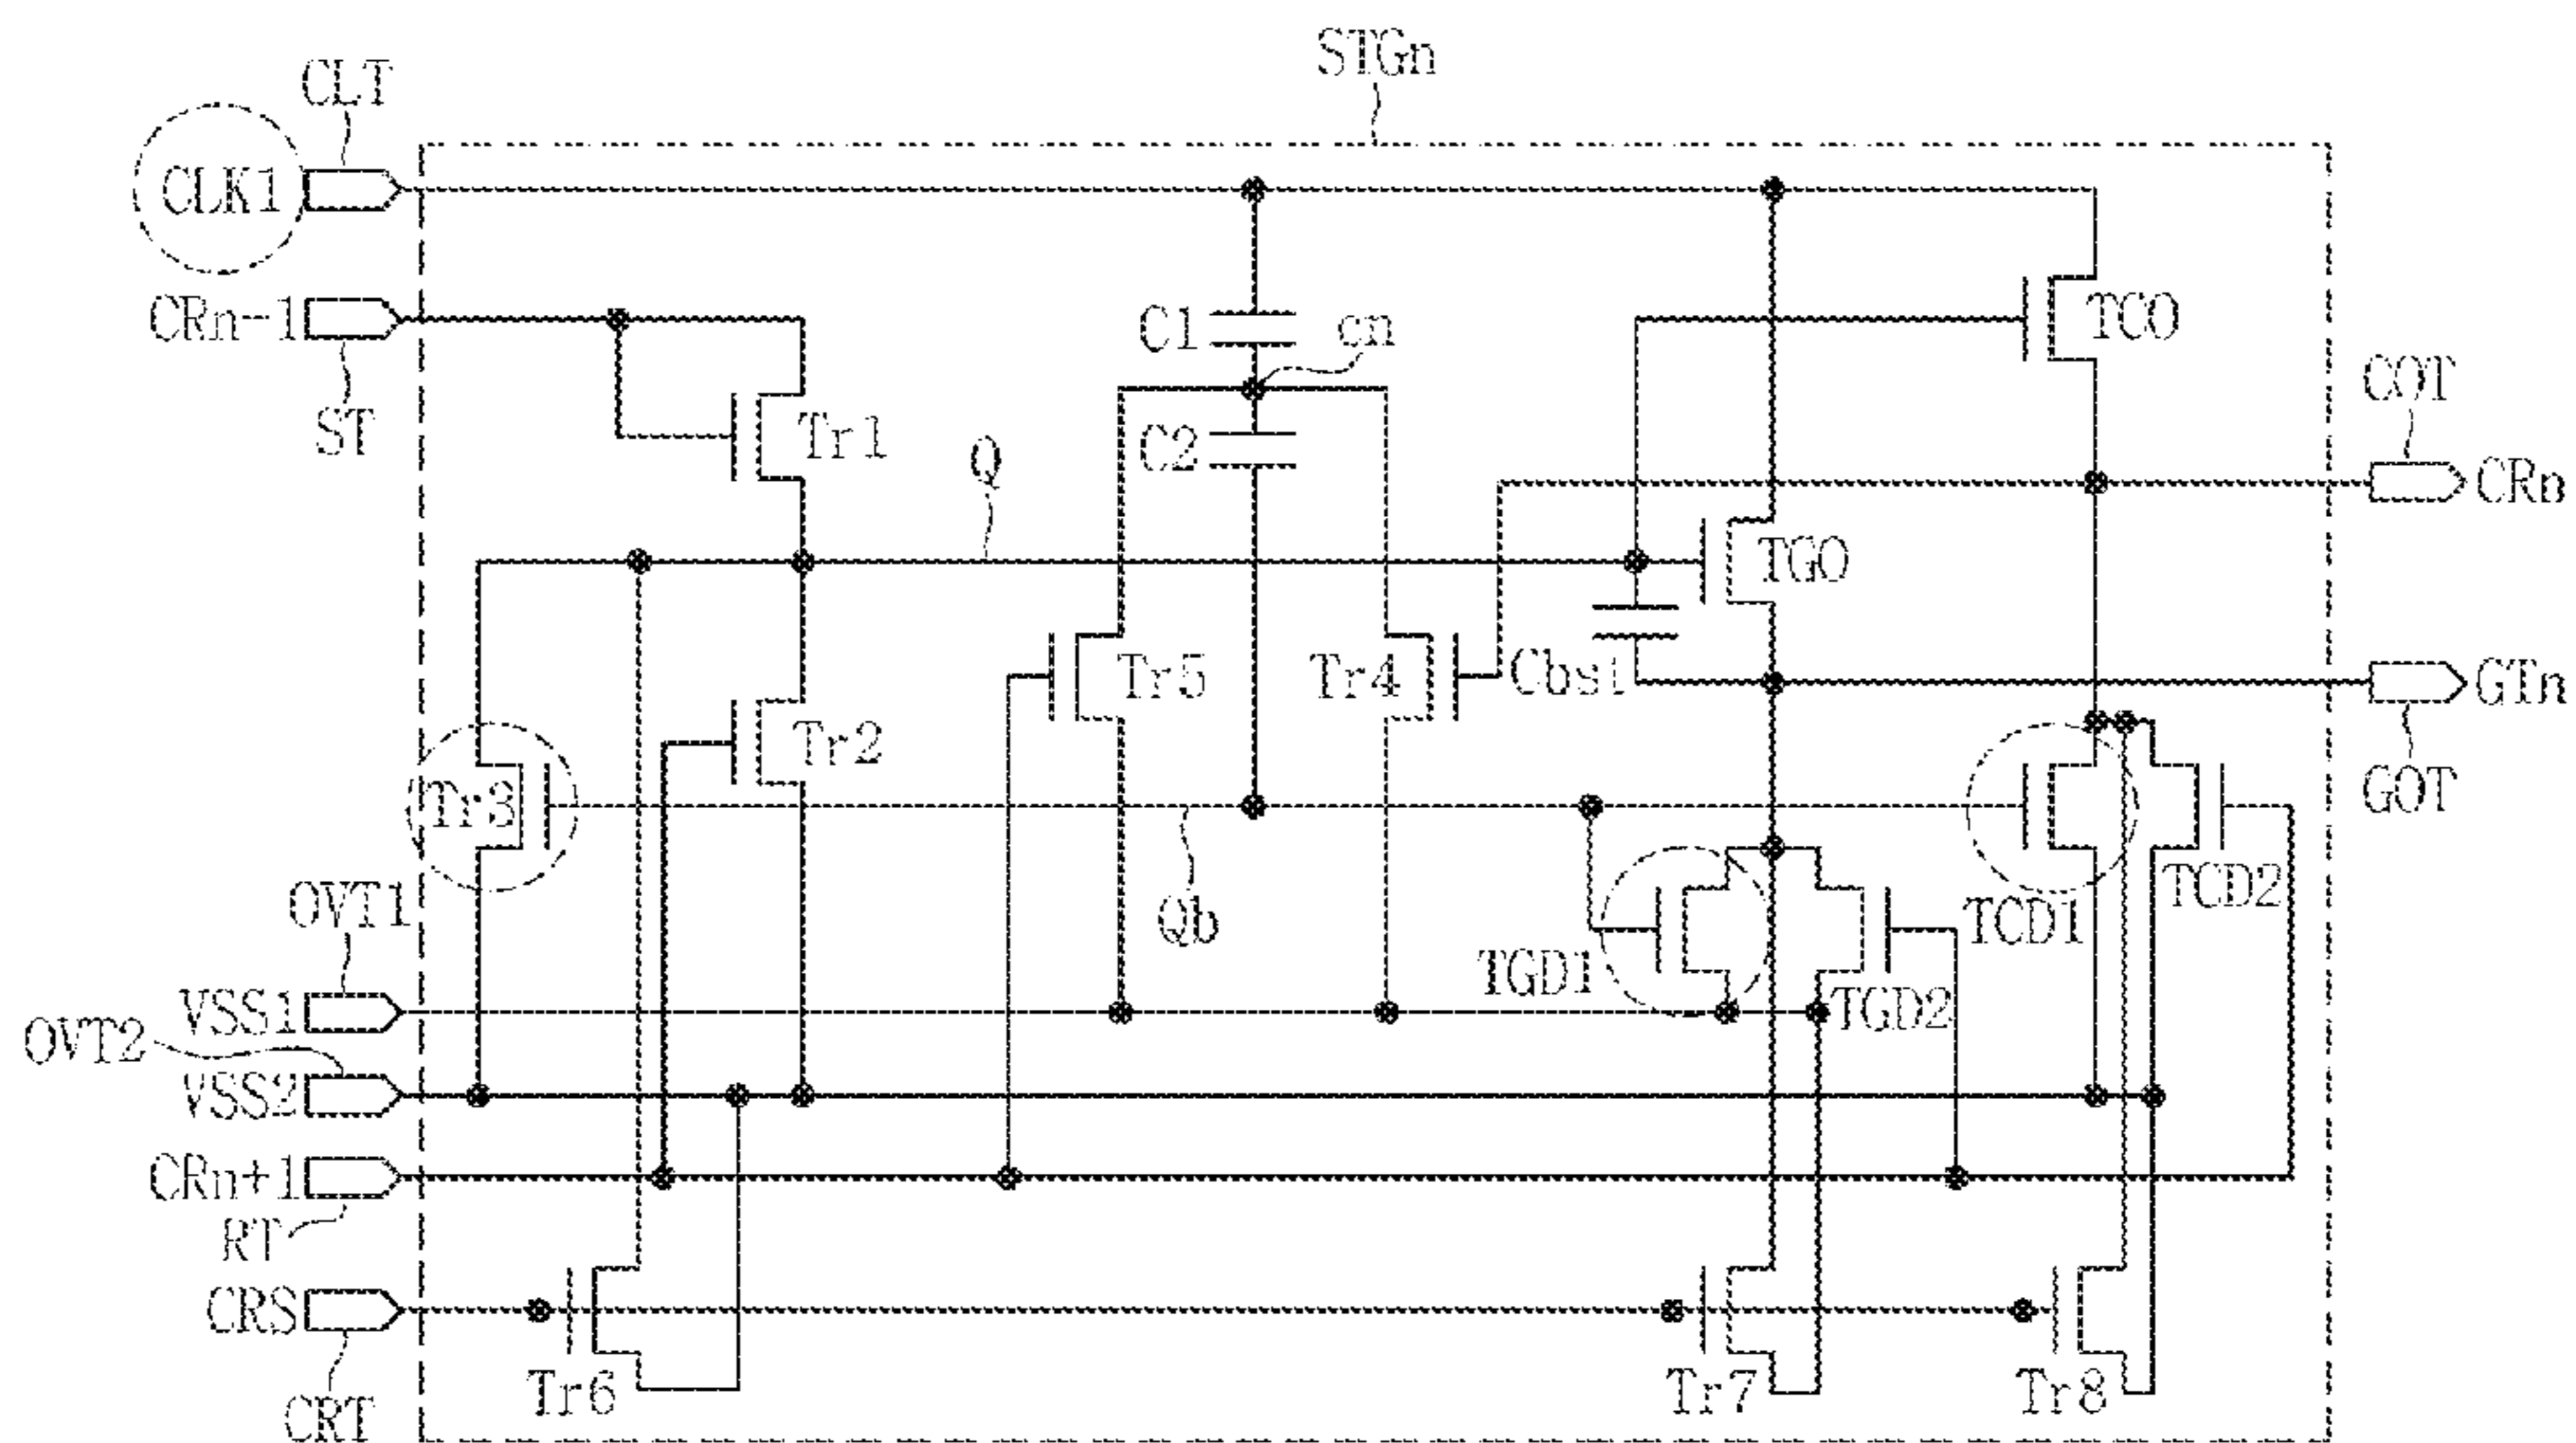 STGn
CLT
CLK1
CRn-1
ST
C1
cn
C2
Tr1
Q
TCO
COT
CRn
TGO
Tr5
Tr4
Cbst
GTn
GOT
Tr2
Tr3
Qb
TCD1
TCD2
TGD1
TGD2
OVT1
VSS1
OVT2
VSS2
CRn+1
RT
CRS
CRT
Tr6
Tr7
Tr8